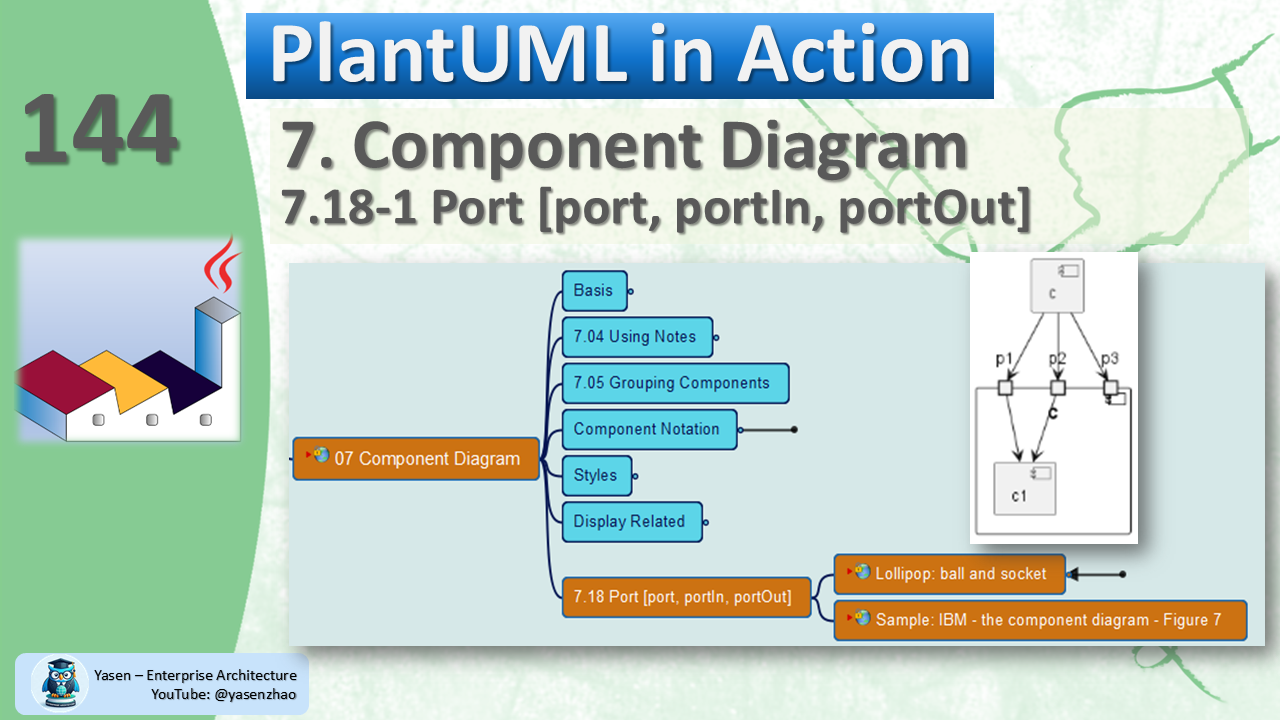 PlantUML in Action
144
7. Component Diagram
7.18-1 Port [port, portIn, portOut]
Basis
7.04 Using Notes
7.05 Grouping Components
Component Notation
07 Component Diagram
Styles
Display Related
7.18 Port [port, portIn, portOut]
Lollipop: ball and socket
Sample: IBM - the component diagram - Figure 7
c
p1 p2 p3
C
c1
Yasen – Enterprise Architecture
YouTube: @yasenzhao